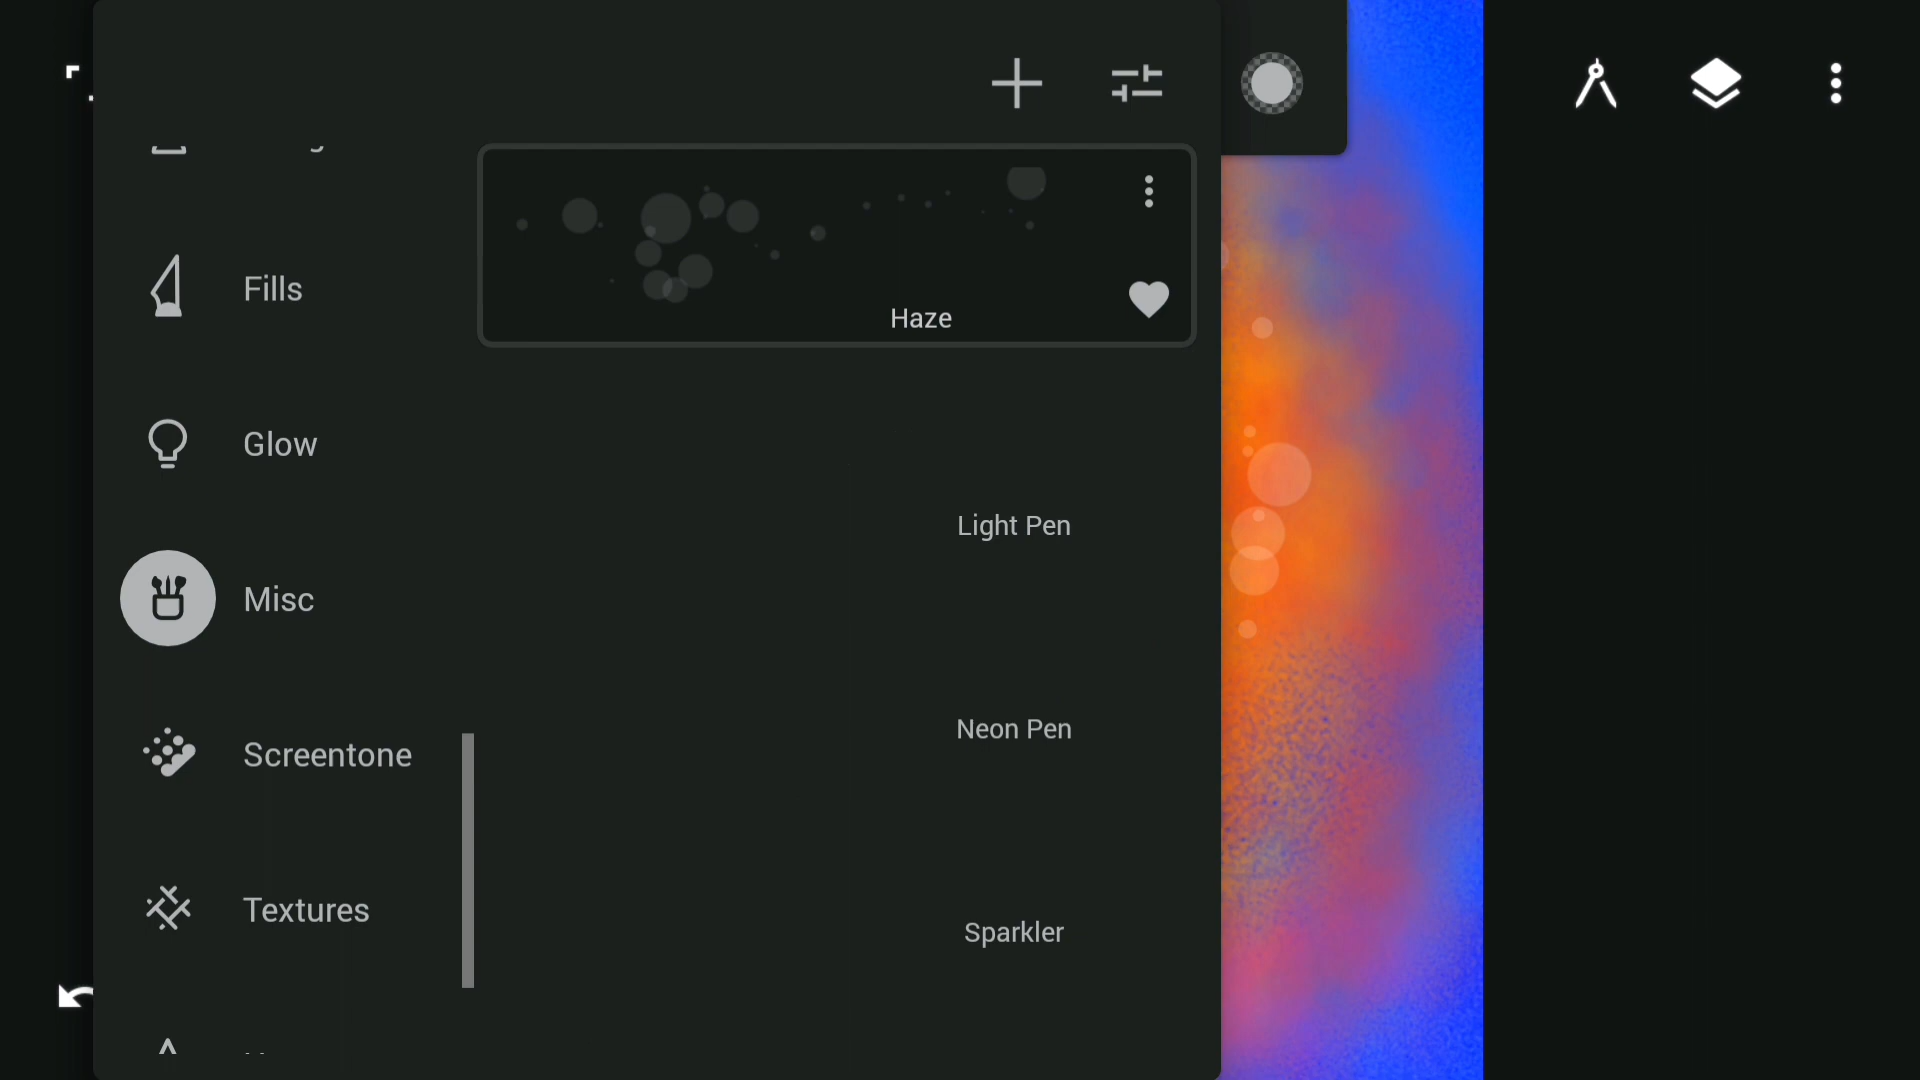 Haze
Fills
Glow
Light Pen
Misc
Neon Pen
Screentone
Textures
Sparkler